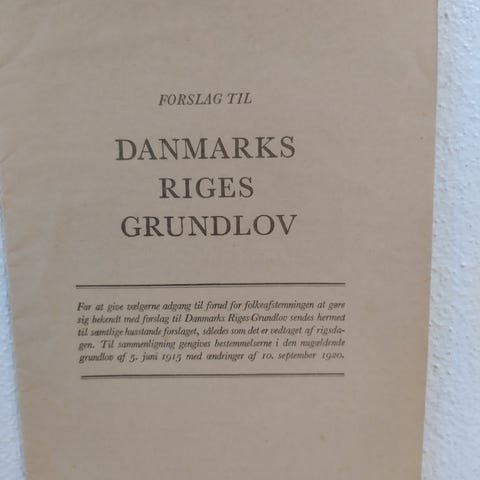 FORSLAG TIL
DANMARKS
RIGES
GRUNDLOV
For at give vælgerne adgang til forud for folkeafstemningen at gøre
sig bekendt med forslag til Danmarks Riges Grundlov sendes hermed
til samtlige husstande forslaget, således som det er vedtaget af rigsda-
gen. Til sammenligning gengives bestemmelserne i den nugældende
grundlov af 5. juni 1915 med ændringer af 10. september 1920.